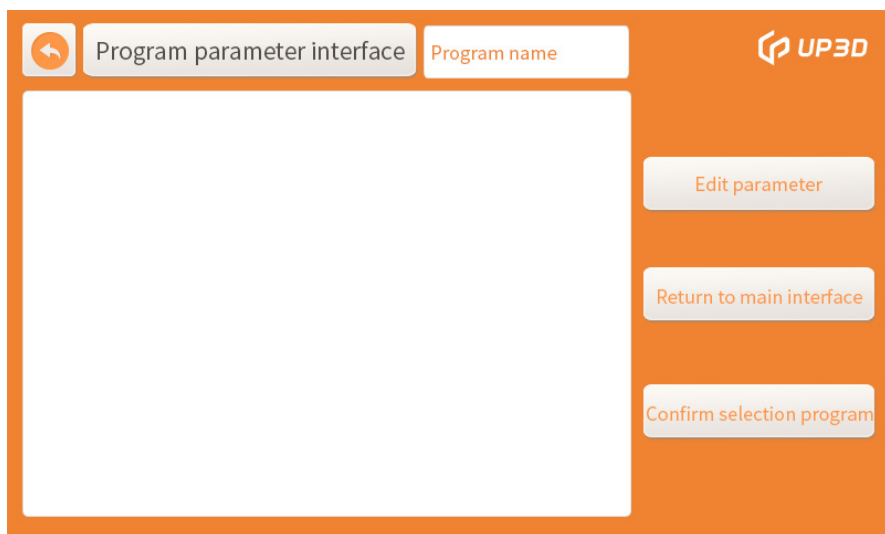 Program parameter interface
Program name
UP3D
Edit parameter
Return to main interface
Confirm selection program